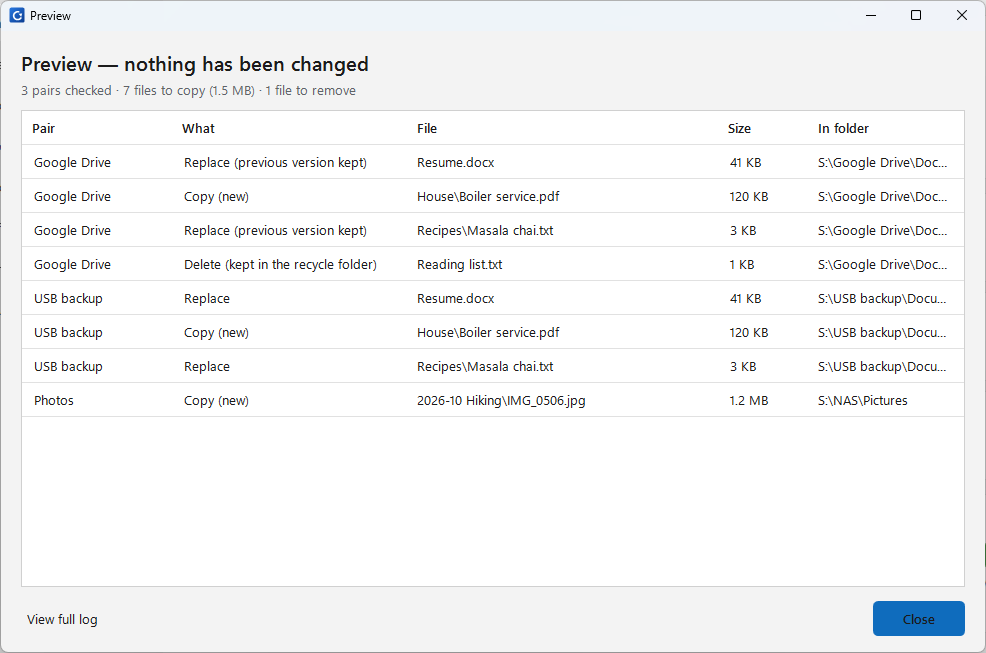 Preview
Preview — nothing has been changed
3 pairs checked · 7 files to copy (1.5 MB) · 1 file to remove
Pair What File Size In folder
Google Drive Replace (previous version kept) Resume.docx 41 KB S:\Google Drive\Doc...
Google Drive Copy (new) House\Boiler service.pdf 120 KB S:\Google Drive\Doc...
Google Drive Replace (previous version kept) Recipes\Masala chai.txt 3 KB S:\Google Drive\Doc...
Google Drive Delete (kept in the recycle folder) Reading list.txt 1 KB S:\Google Drive\Doc...
USB backup Replace Resume.docx 41 KB S:\USB backup\Docu...
USB backup Copy (new) House\Boiler service.pdf 120 KB S:\USB backup\Docu...
USB backup Replace Recipes\Masala chai.txt 3 KB S:\USB backup\Docu...
Photos Copy (new) 2026-10 Hiking\IMG_0506.jpg 1.2 MB S:\NAS\Pictures
View full log Close